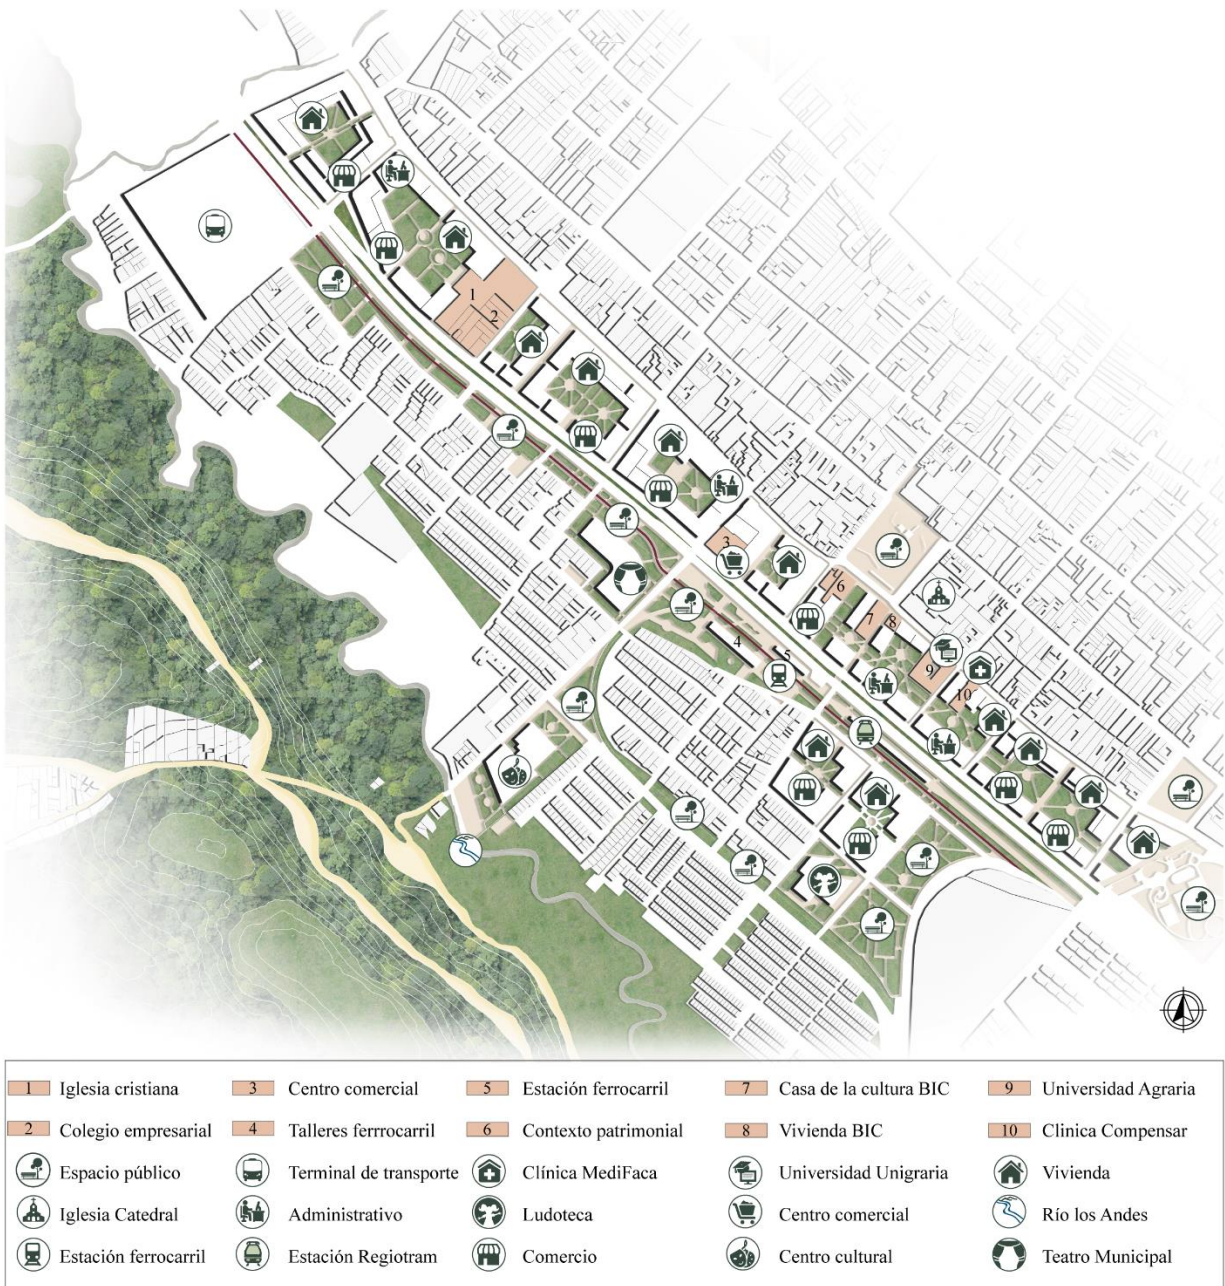 1
2
3
6
7
8
4
5
9
10
1 Iglesia cristiana 3 Centro comercial 5 Estación ferrocarril 7 Casa de la cultura BIC 9 Universidad Agraria
2 Colegio empresarial 4 Talleres ferrrocarril 6 Contexto patrimonial 8 Vivienda BIC 10 Clinica Compensar
Espacio público Terminal de transporte Clínica MediFaca Universidad Unigraria Vivienda
Iglesia Catedral Administrativo Ludoteca Centro comercial Río los Andes
Estación ferrocarril Estación Regiotram Comercio Centro cultural Teatro Municipal